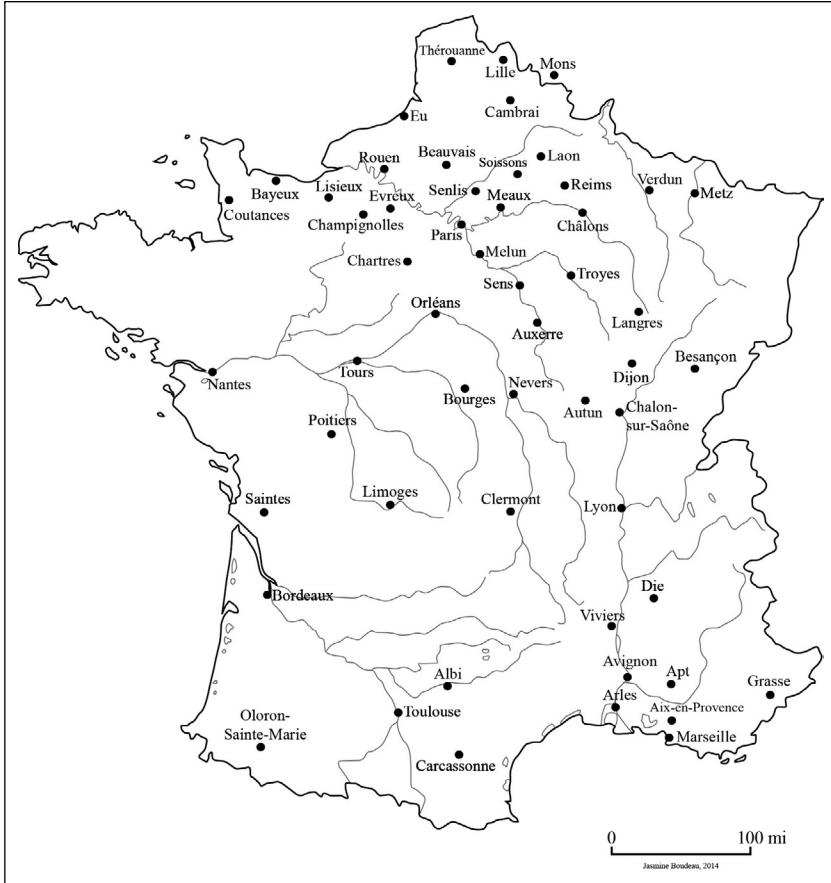 Thérouanne
Lille
Mons
Cambrai
Eu
Rouen
Beauvais
Soissons
Laon
Bayeux
Lisieux
Evreux
Senlis
Meaux
Reims
Verdun
Metz
Coutances
Champignolles
Paris
Châlons
Chartres
Melun
Sens
Troyes
Orléans
Auxerre
Langres
Nantes
Tours
Bourges
Nevers
Dijon
Besançon
Autun
Chalon-
sur-Saône
Poitiers
Saintes
Limoges
Clermont
Lyon
Bordeaux
Die
Viviers
Albi
Avignon
Apt
Grasse
Oloron-
Sainte-Marie
Toulouse
Arles
Aix-en-Provence
Marseille
Carcassonne
0 100 mi
Jasmine Boudeau, 2014